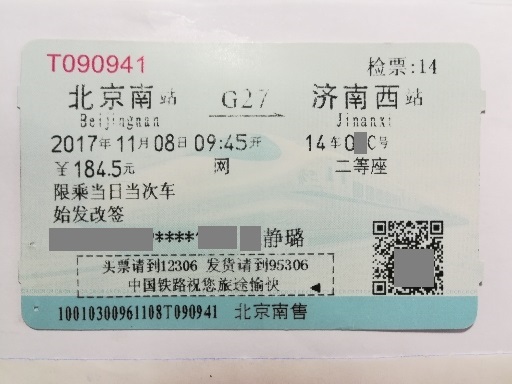 T090941 检票:14
北京南站 G27 济南西站
Beijingnan Jinanxi
2017年11月08日09:45开 14车0 C号
¥184.5元 网 二等座
限乘当日当次车
始发改签
**** 静璐
买票请到12306 发货请到95306
中国铁路祝您旅途愉快
10010300961108T090941 北京南售